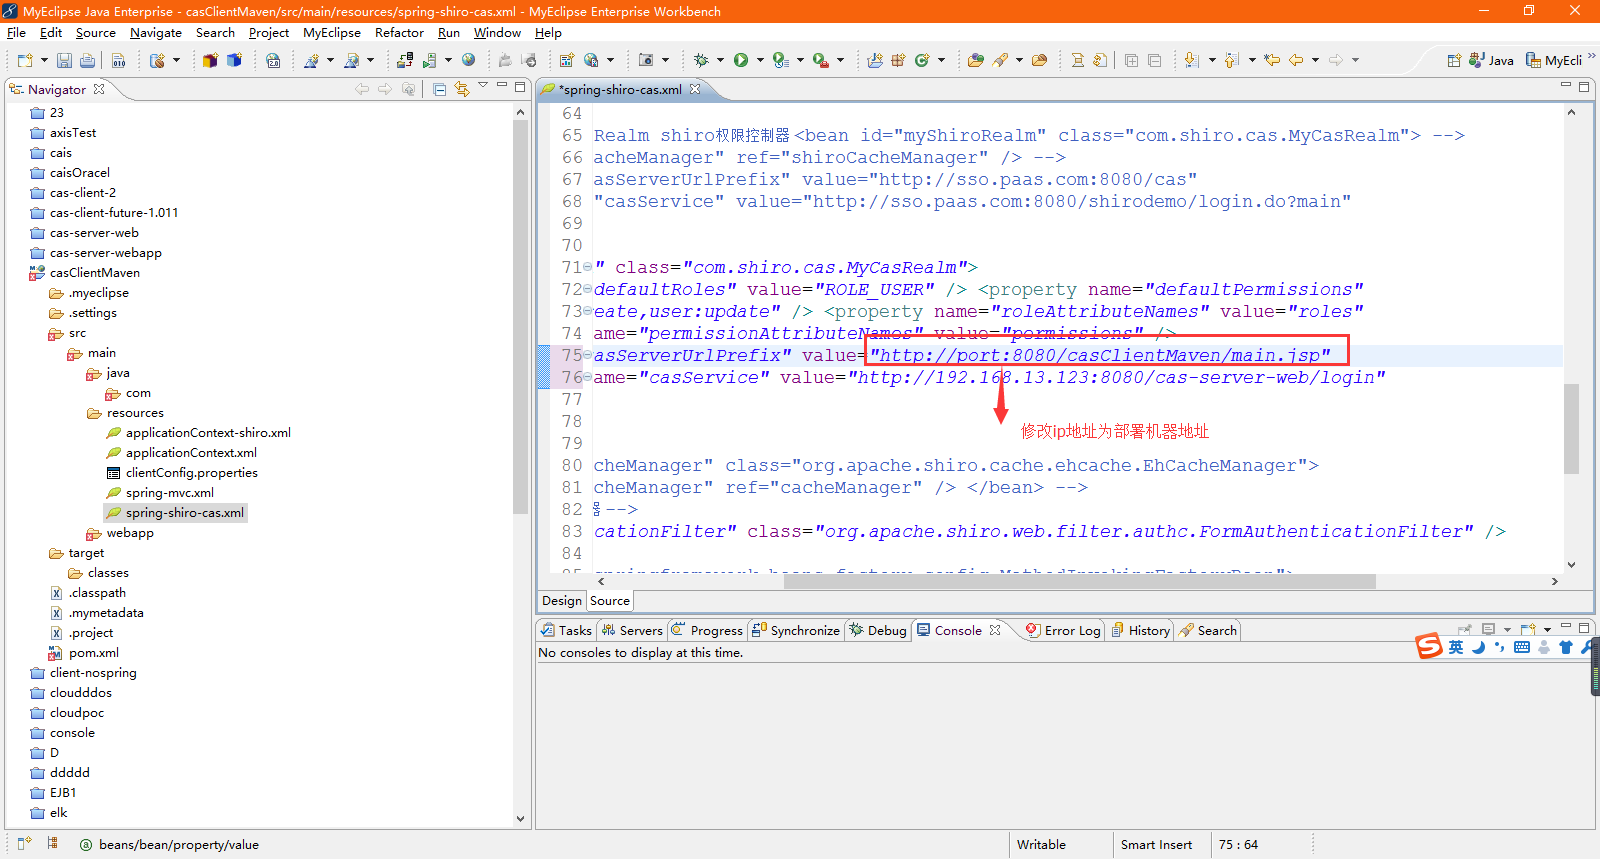 MyEclipse Java Enterprise - casClientMaven/src/main/resources/spring-shiro-cas.xml - MyEclipse Enterprise Workbench
File Edit Source Navigate Search Project MyEclipse Refactor Run Window Help
Java MyEcli
Navigator
23
axisTest
cais
caisOracel
cas-client-2
cas-client-future-1.011
cas-server-web
cas-server-webapp
casClientMaven
.myeclipse
.settings
src
main
java
com
resources
applicationContext-shiro.xml
applicationContext.xml
clientConfig.properties
spring-mvc.xml
spring-shiro-cas.xml
webapp
target
classes
.classpath
.mymetadata
.project
pom.xml
client-nospring
cloudddos
cloudpoc
console
D
ddddd
EJB1
elk
*spring-shiro-cas.xml
64
65 Realm shiro权限控制器<bean id="myShiroRealm" class="com.shiro.cas.MyCasRealm"> -->
66 acheManager" ref="shiroCacheManager" /> -->
67 asServerUrlPrefix" value="http://sso.paas.com:8080/cas"
68 "casService" value="http://sso.paas.com:8080/shirodemo/login.do?main"
69
70
71 " class="com.shiro.cas.MyCasRealm">
72 defaultRoles" value="ROLE_USER" /> <property name="defaultPermissions"
73 eate,user:update" /> <property name="roleAttributeNames" value="roles"
74 ame="permissionAttributeNames" value="permissions" />
75 asServerUrlPrefix" value="http://port:8080/casClientMaven/main.jsp"
76 ame="casService" value="http://192.168.13.123:8080/cas-server-web/login"
77
78
修改ip地址为部署机器地址
79
80 cheManager" class="org.apache.shiro.cache.ehcache.EhCacheManager">
81 cheManager" ref="cacheManager" /> </bean> -->
82 -->
83 cationFilter" class="org.apache.shiro.web.filter.authc.FormAuthenticationFilter" />
84
Design Source
Tasks Servers Progress Synchronize Debug Console Error Log History Search
No consoles to display at this time.
英
beans/bean/property/value
Writable Smart Insert 75 : 64